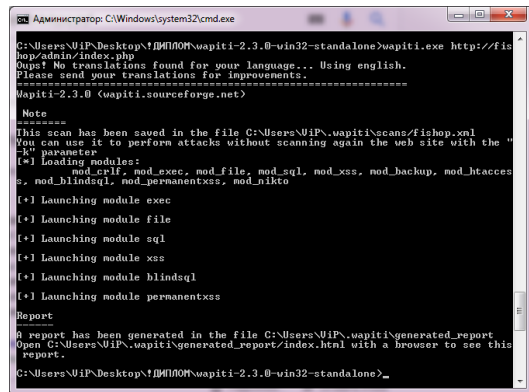 Администратор: C:\Windows\system32\cmd.exe
C:\Users\ViP\Desktop\!ДИПЛОМ\wapiti-2.3.0-win32-standalone>wapiti.exe http://fis
hop/admin/index.php
Oups! No translations found for your language... Using english.
Please send your translations for improvements.
===============================================================
Wapiti-2.3.0 (wapiti.sourceforge.net)
Note
========
This scan has been saved in the file C:\Users\ViP\.wapiti\scans/fishop.xml
You can use it to perform attacks without scanning again the web site with the "
-k" parameter
[*] Loading modules:
mod_crlf, mod_exec, mod_file, mod_sql, mod_xss, mod_backup, mod_htacces
s, mod_blindsql, mod_permanentxss, mod_nikto
[+] Launching module exec
[+] Launching module file
[+] Launching module sql
[+] Launching module xss
[+] Launching module blindsql
[+] Launching module permanentxss
Report
------
A report has been generated in the file C:\Users\ViP\.wapiti\generated_report
Open C:\Users\ViP\.wapiti\generated_report/index.html with a browser to see this
report.
C:\Users\ViP\Desktop\!ДИПЛОМ\wapiti-2.3.0-win32-standalone>_